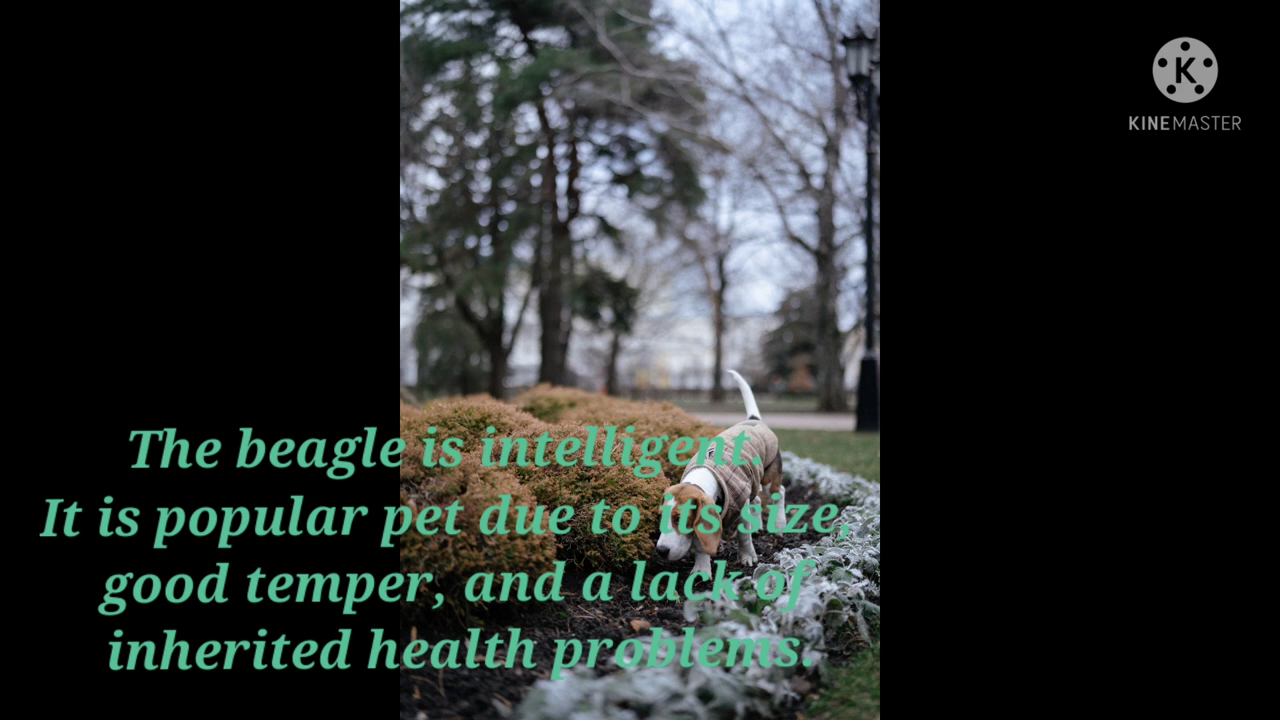 KINEMASTER
The beagle is intelligent.
It is popular pet due to its size,
good temper, and a lack of
inherited health problems.